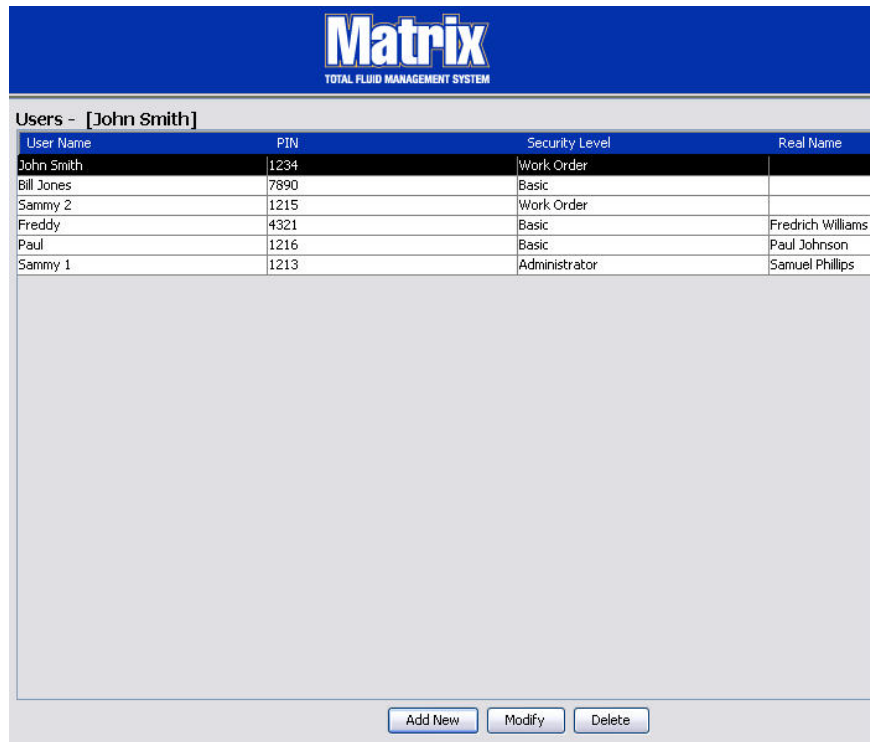 Matrix
TOTAL FLUID MANAGEMENT SYSTEM
Users - [John Smith]
User Name PIN Security Level Real Name
John Smith 1234 Work Order
Bill Jones 7890 Basic
Sammy 2 1215 Work Order
Freddy 4321 Basic Fredrich Williams
Paul 1216 Basic Paul Johnson
Sammy 1 1213 Administrator Samuel Phillips
Add New Modify Delete